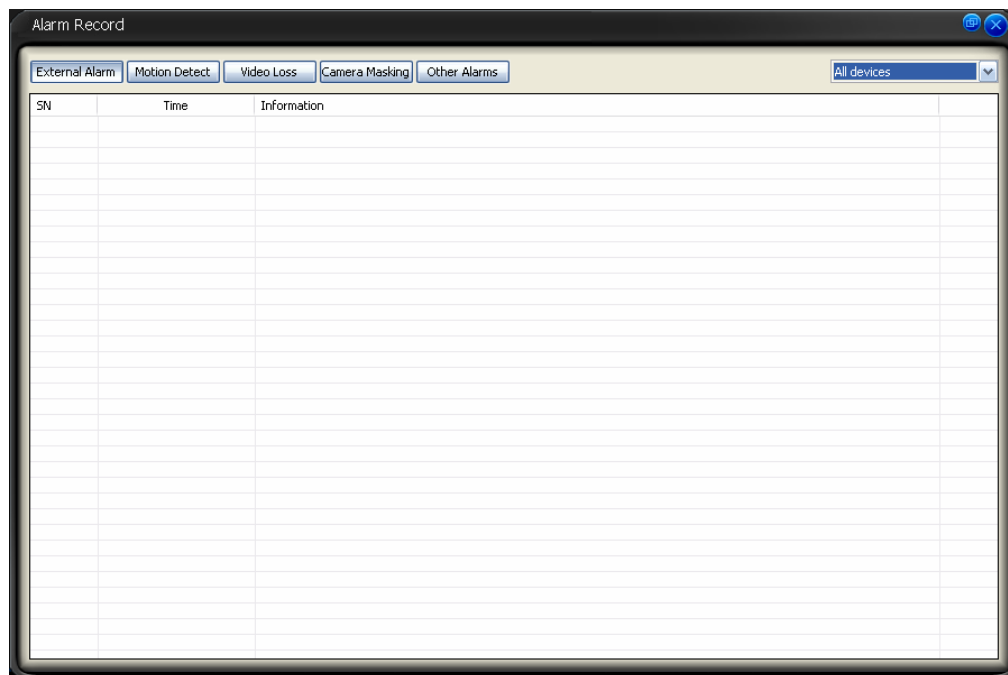 Alarm Record
External Alarm Motion Detect Video Loss Camera Masking Other Alarms All devices
SN Time Information